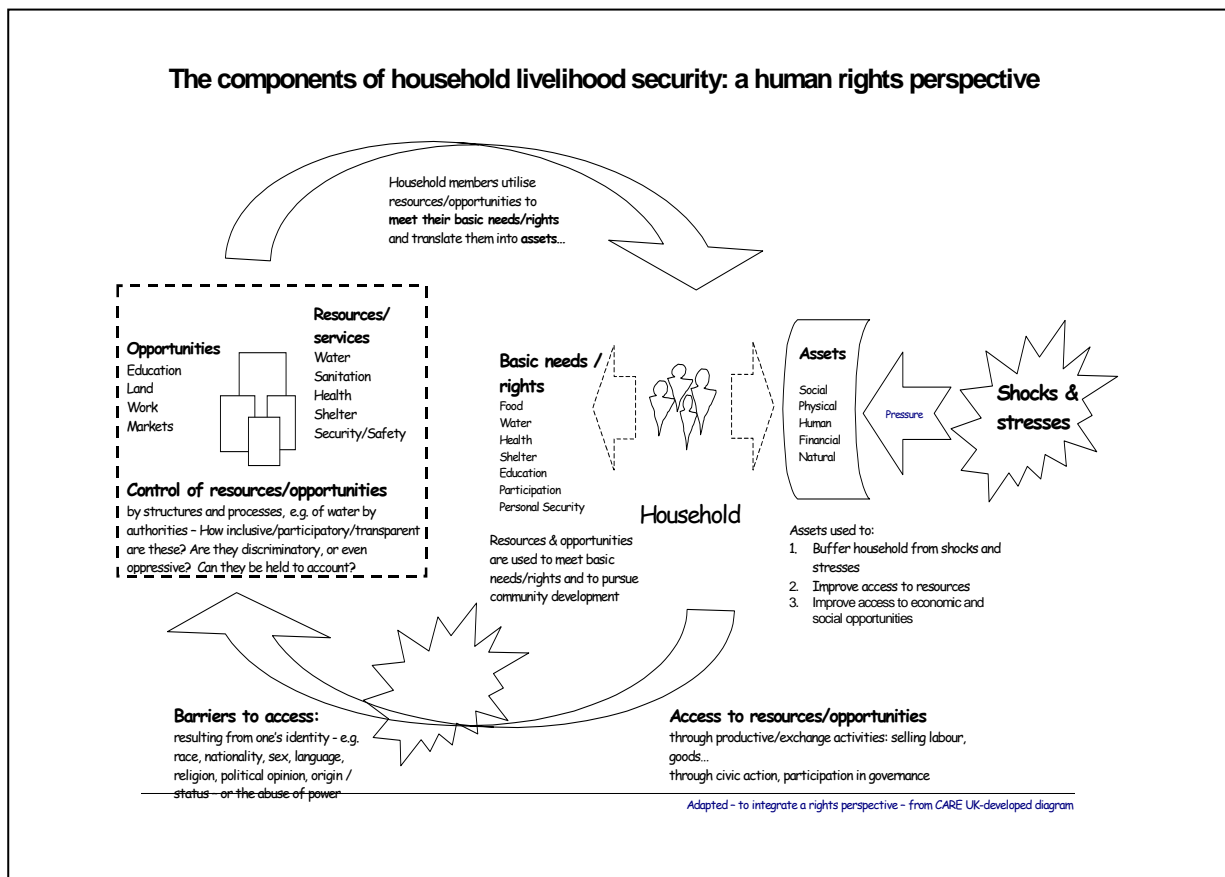 The components of household livelihood security: a human rights perspective
Household members utilise
resources/opportunities to
meet their basic needs/rights
and translate them into assets...
Opportunities
Education
Land
Work
Markets
Resources/
services
Water
Sanitation
Health
Shelter
Security/Safety
Control of resources/opportunities
by structures and processes, e.g. of water by
authorities – How inclusive/participatory/transparent
are these? Are they discriminatory, or even
oppressive? Can they be held to account?
Basic needs /
rights
Food
Water
Health
Shelter
Education
Participation
Personal Security
Resources & opportunities
are used to meet basic
needs/rights and to pursue
community development
Household
Assets
Social
Physical
Human
Financial
Natural
Pressure
Shocks &
stresses
Assets used to:
1. Buffer household from shocks and
stresses
2. Improve access to resources
3. Improve access to economic and
social opportunities
Barriers to access:
resulting from one's identity - e.g.
race, nationality, sex, language,
religion, political opinion, origin /
status – or the abuse of power
Access to resources/opportunities
through productive/exchange activities: selling labour,
goods...
through civic action, participation in governance
Adapted – to integrate a rights perspective – from CARE UK-developed diagram